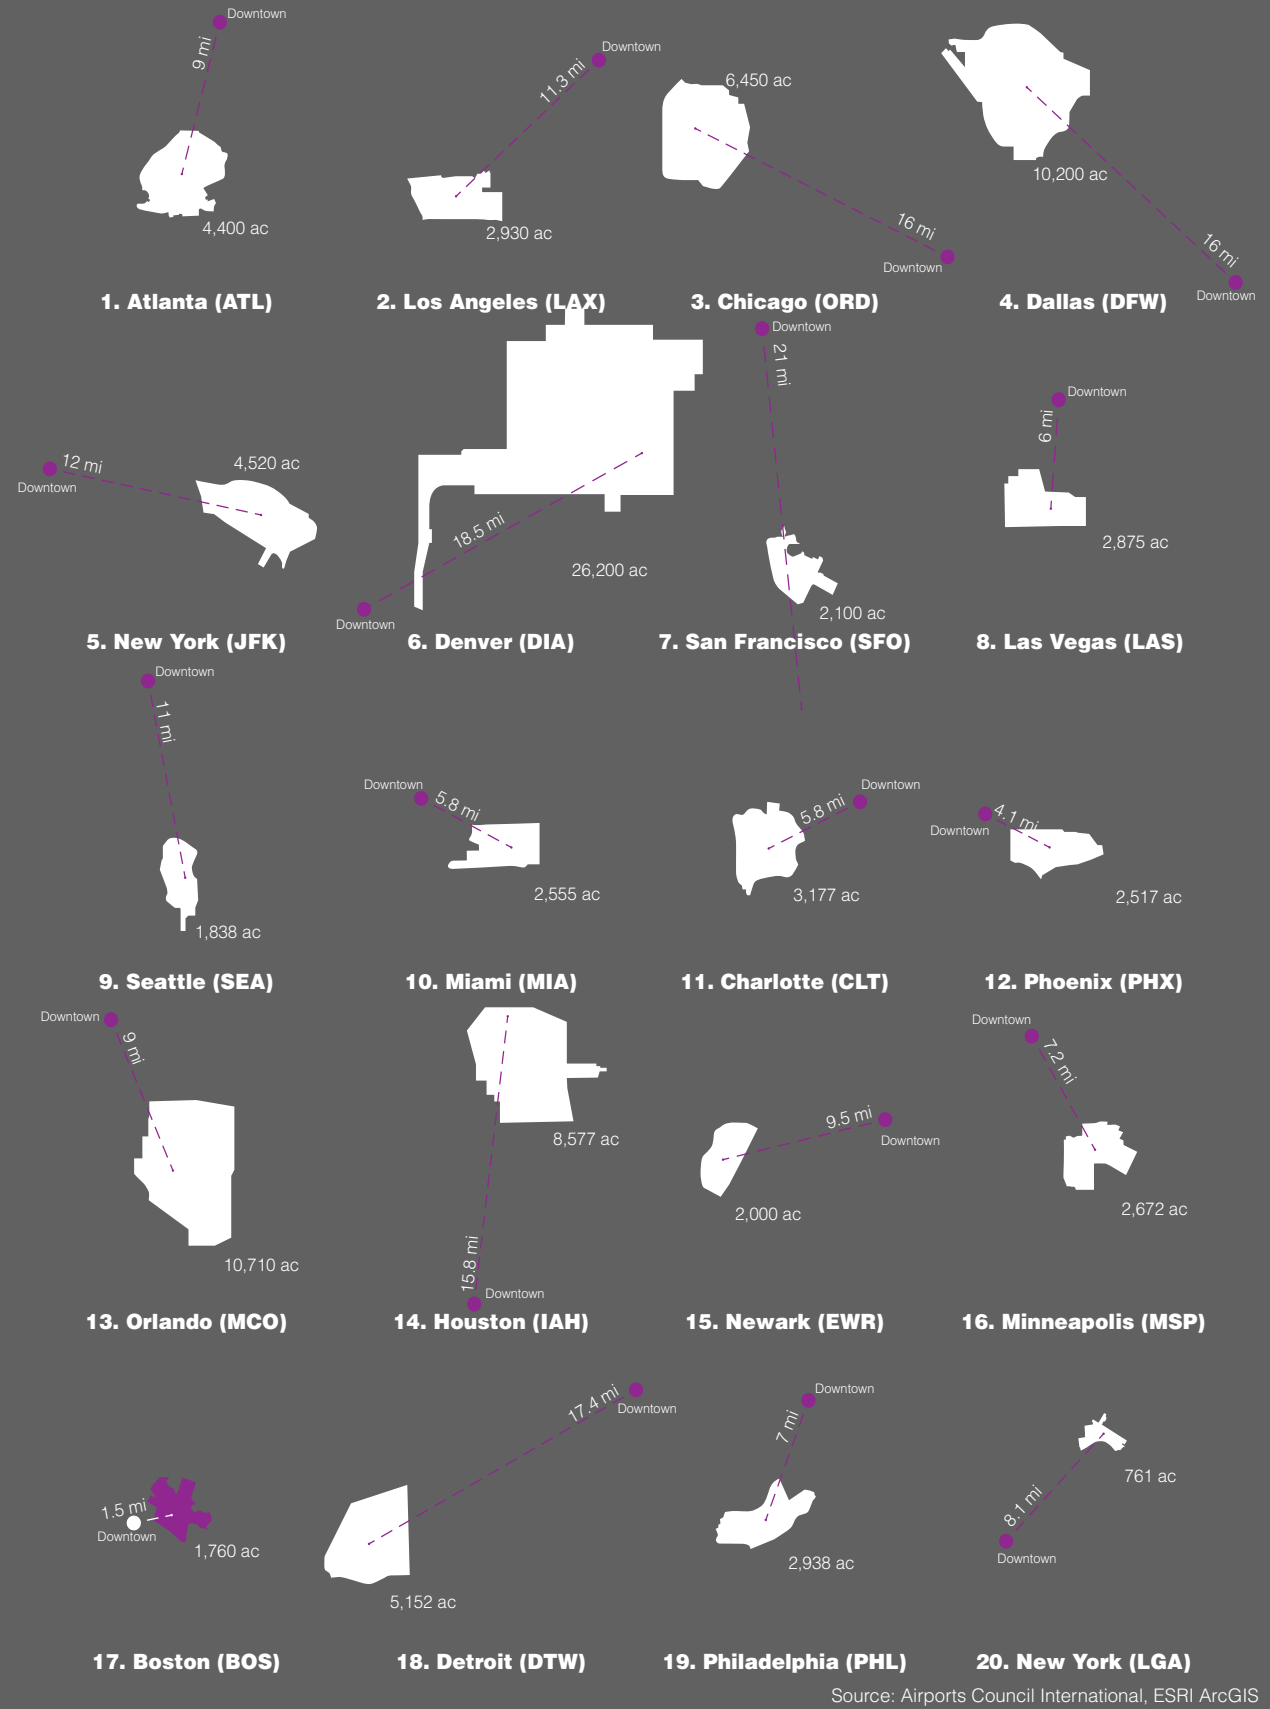 Downtown
9 mi
4,400 ac
1. Atlanta (ATL)
Downtown
11.3 mi
2,930 ac
2. Los Angeles (LAX)
6,450 ac
16 mi
Downtown
3. Chicago (ORD)
10,200 ac
16 mi
Downtown
4. Dallas (DFW)
12 mi
Downtown
4,520 ac
5. New York (JFK)
18.5 mi
26,200 ac
Downtown
6. Denver (DIA)
Downtown
21 mi
2,100 ac
7. San Francisco (SFO)
Downtown
6 mi
2,875 ac
8. Las Vegas (LAS)
Downtown
11 mi
1,838 ac
9. Seattle (SEA)
Downtown
5.8 mi
2,555 ac
10. Miami (MIA)
Downtown
5.8 mi
3,177 ac
11. Charlotte (CLT)
4.1 mi
Downtown
2,517 ac
12. Phoenix (PHX)
Downtown
9 mi
10,710 ac
13. Orlando (MCO)
8,577 ac
15.8 mi
Downtown
14. Houston (IAH)
9.5 mi
Downtown
2,000 ac
15. Newark (EWR)
Downtown
7.2 mi
2,672 ac
16. Minneapolis (MSP)
1.5 mi
Downtown
1,760 ac
17. Boston (BOS)
17.4 mi
Downtown
5,152 ac
18. Detroit (DTW)
Downtown
7 mi
2,938 ac
19. Philadelphia (PHL)
761 ac
8.1 mi
Downtown
20. New York (LGA)
Source: Airports Council International, ESRI ArcGIS